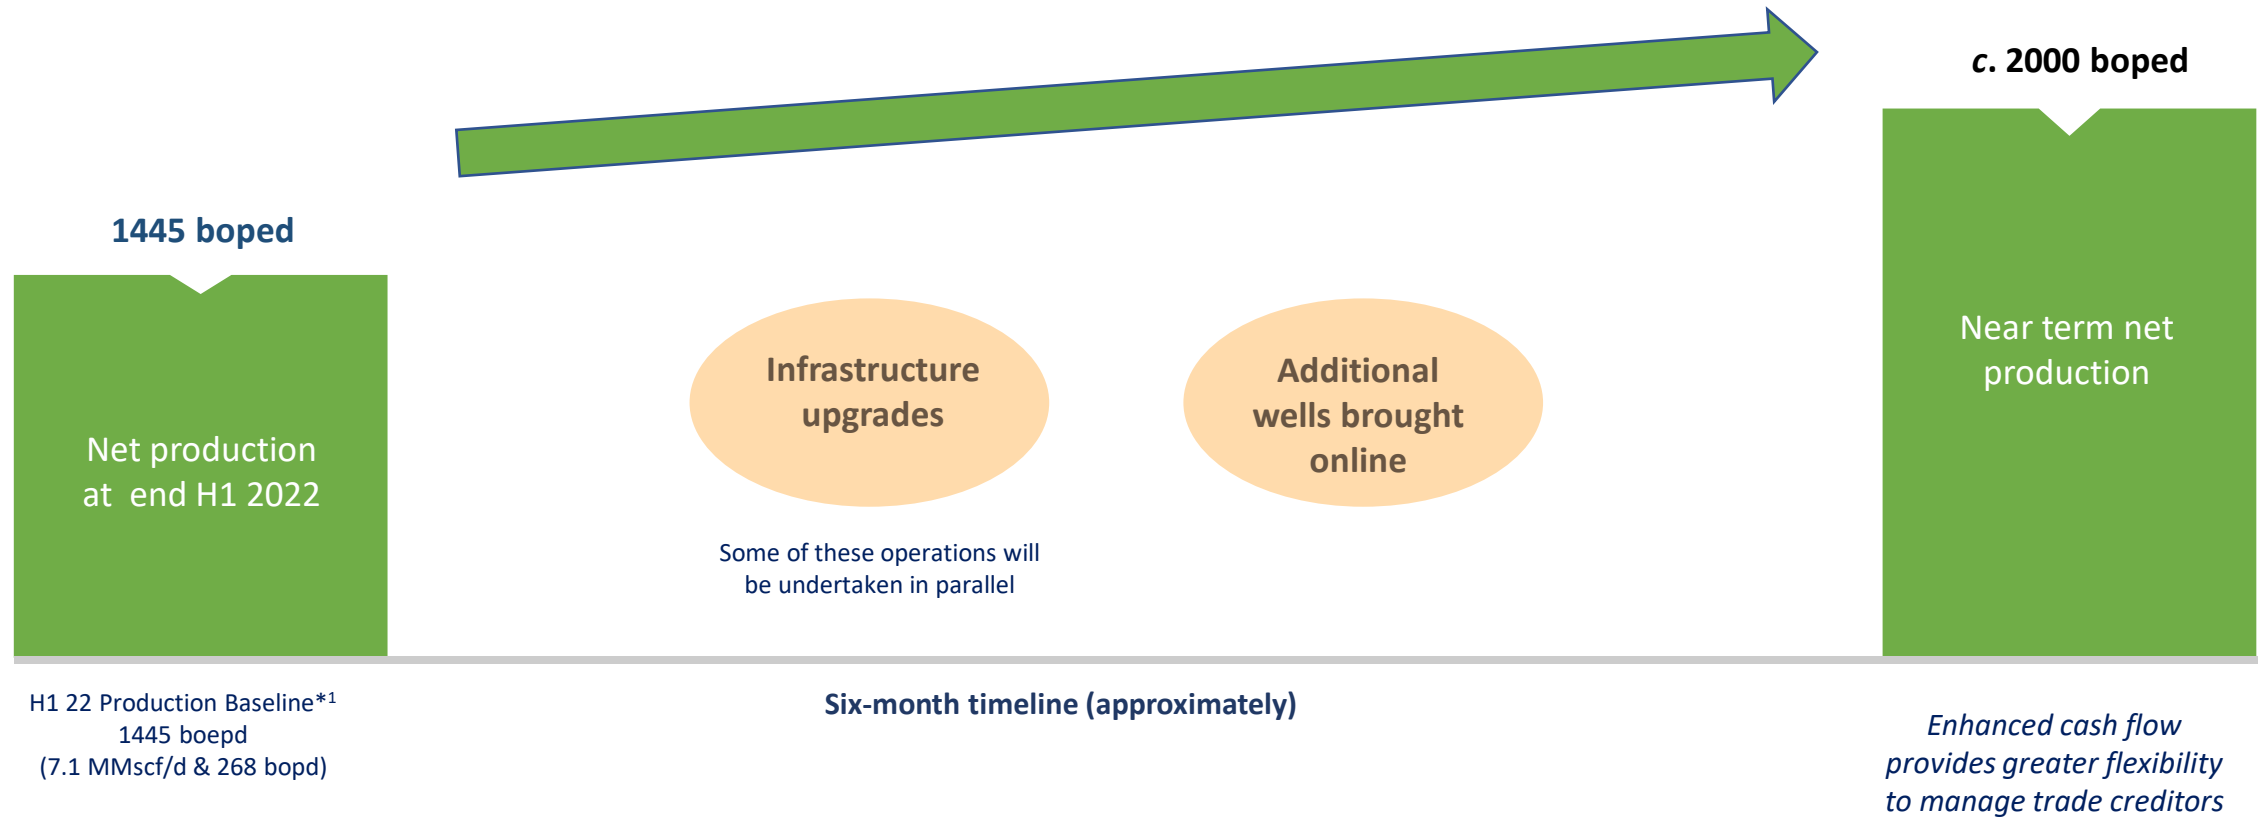 c. 2000 boped
1445 boped
Net production
at end H1 2022
Infrastructure
upgrades
Additional
wells brought
online
Near term net
production
Some of these operations will
be undertaken in parallel
H1 22 Production Baseline*1
1445 boepd
(7.1 MMscf/d & 268 bopd)
Six-month timeline (approximately)
Enhanced cash flow
provides greater flexibility
to manage trade creditors